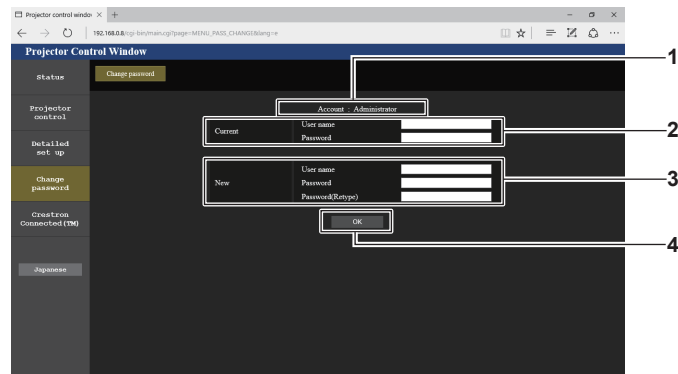 Projector control windov
192.168.0.8/cgi-bin/main.cgi?page=MENU_PASS_CHANGE&lang=e
Projector Control Window
Status
Change password
Projector
control
Detailed
set up
Change
password
Crestron
Connected(TM)
Japanese
Account : Administrator
Current
User name
Password
New
User name
Password
Password(Retype)
OK
1
2
3
4